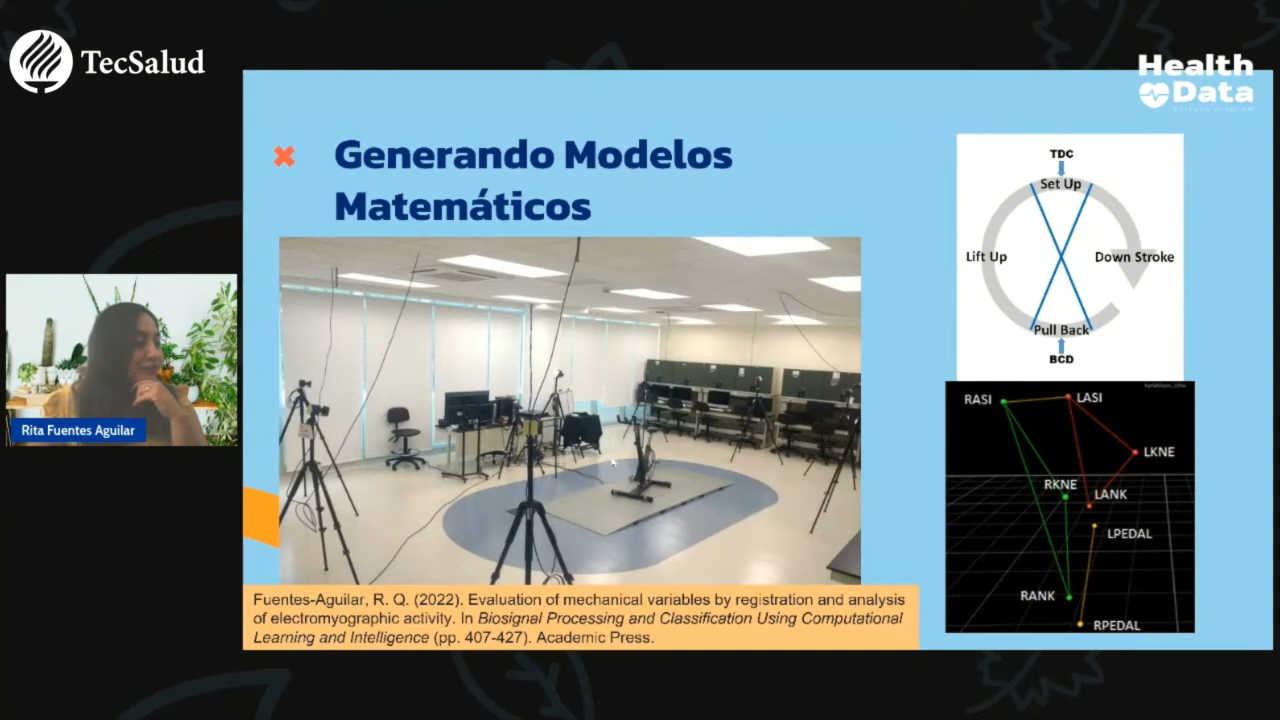 TecSalud
Health
Data
Generando Modelos
Matemáticos
TDC
Set Up
Lift Up
Down Stroke
Pull Back
BCD
RASI
LASI
LKNE
RKNE
LANK
LPEDAL
RANK
RPEDAL
Rita Fuentes Aguilar
Fuentes-Aguilar, R. Q. (2022). Evaluation of mechanical variables by registration and analysis
of electromyographic activity. In Biosignal Processing and Classification Using Computational
Learning and Intelligence (pp. 407-427). Academic Press.